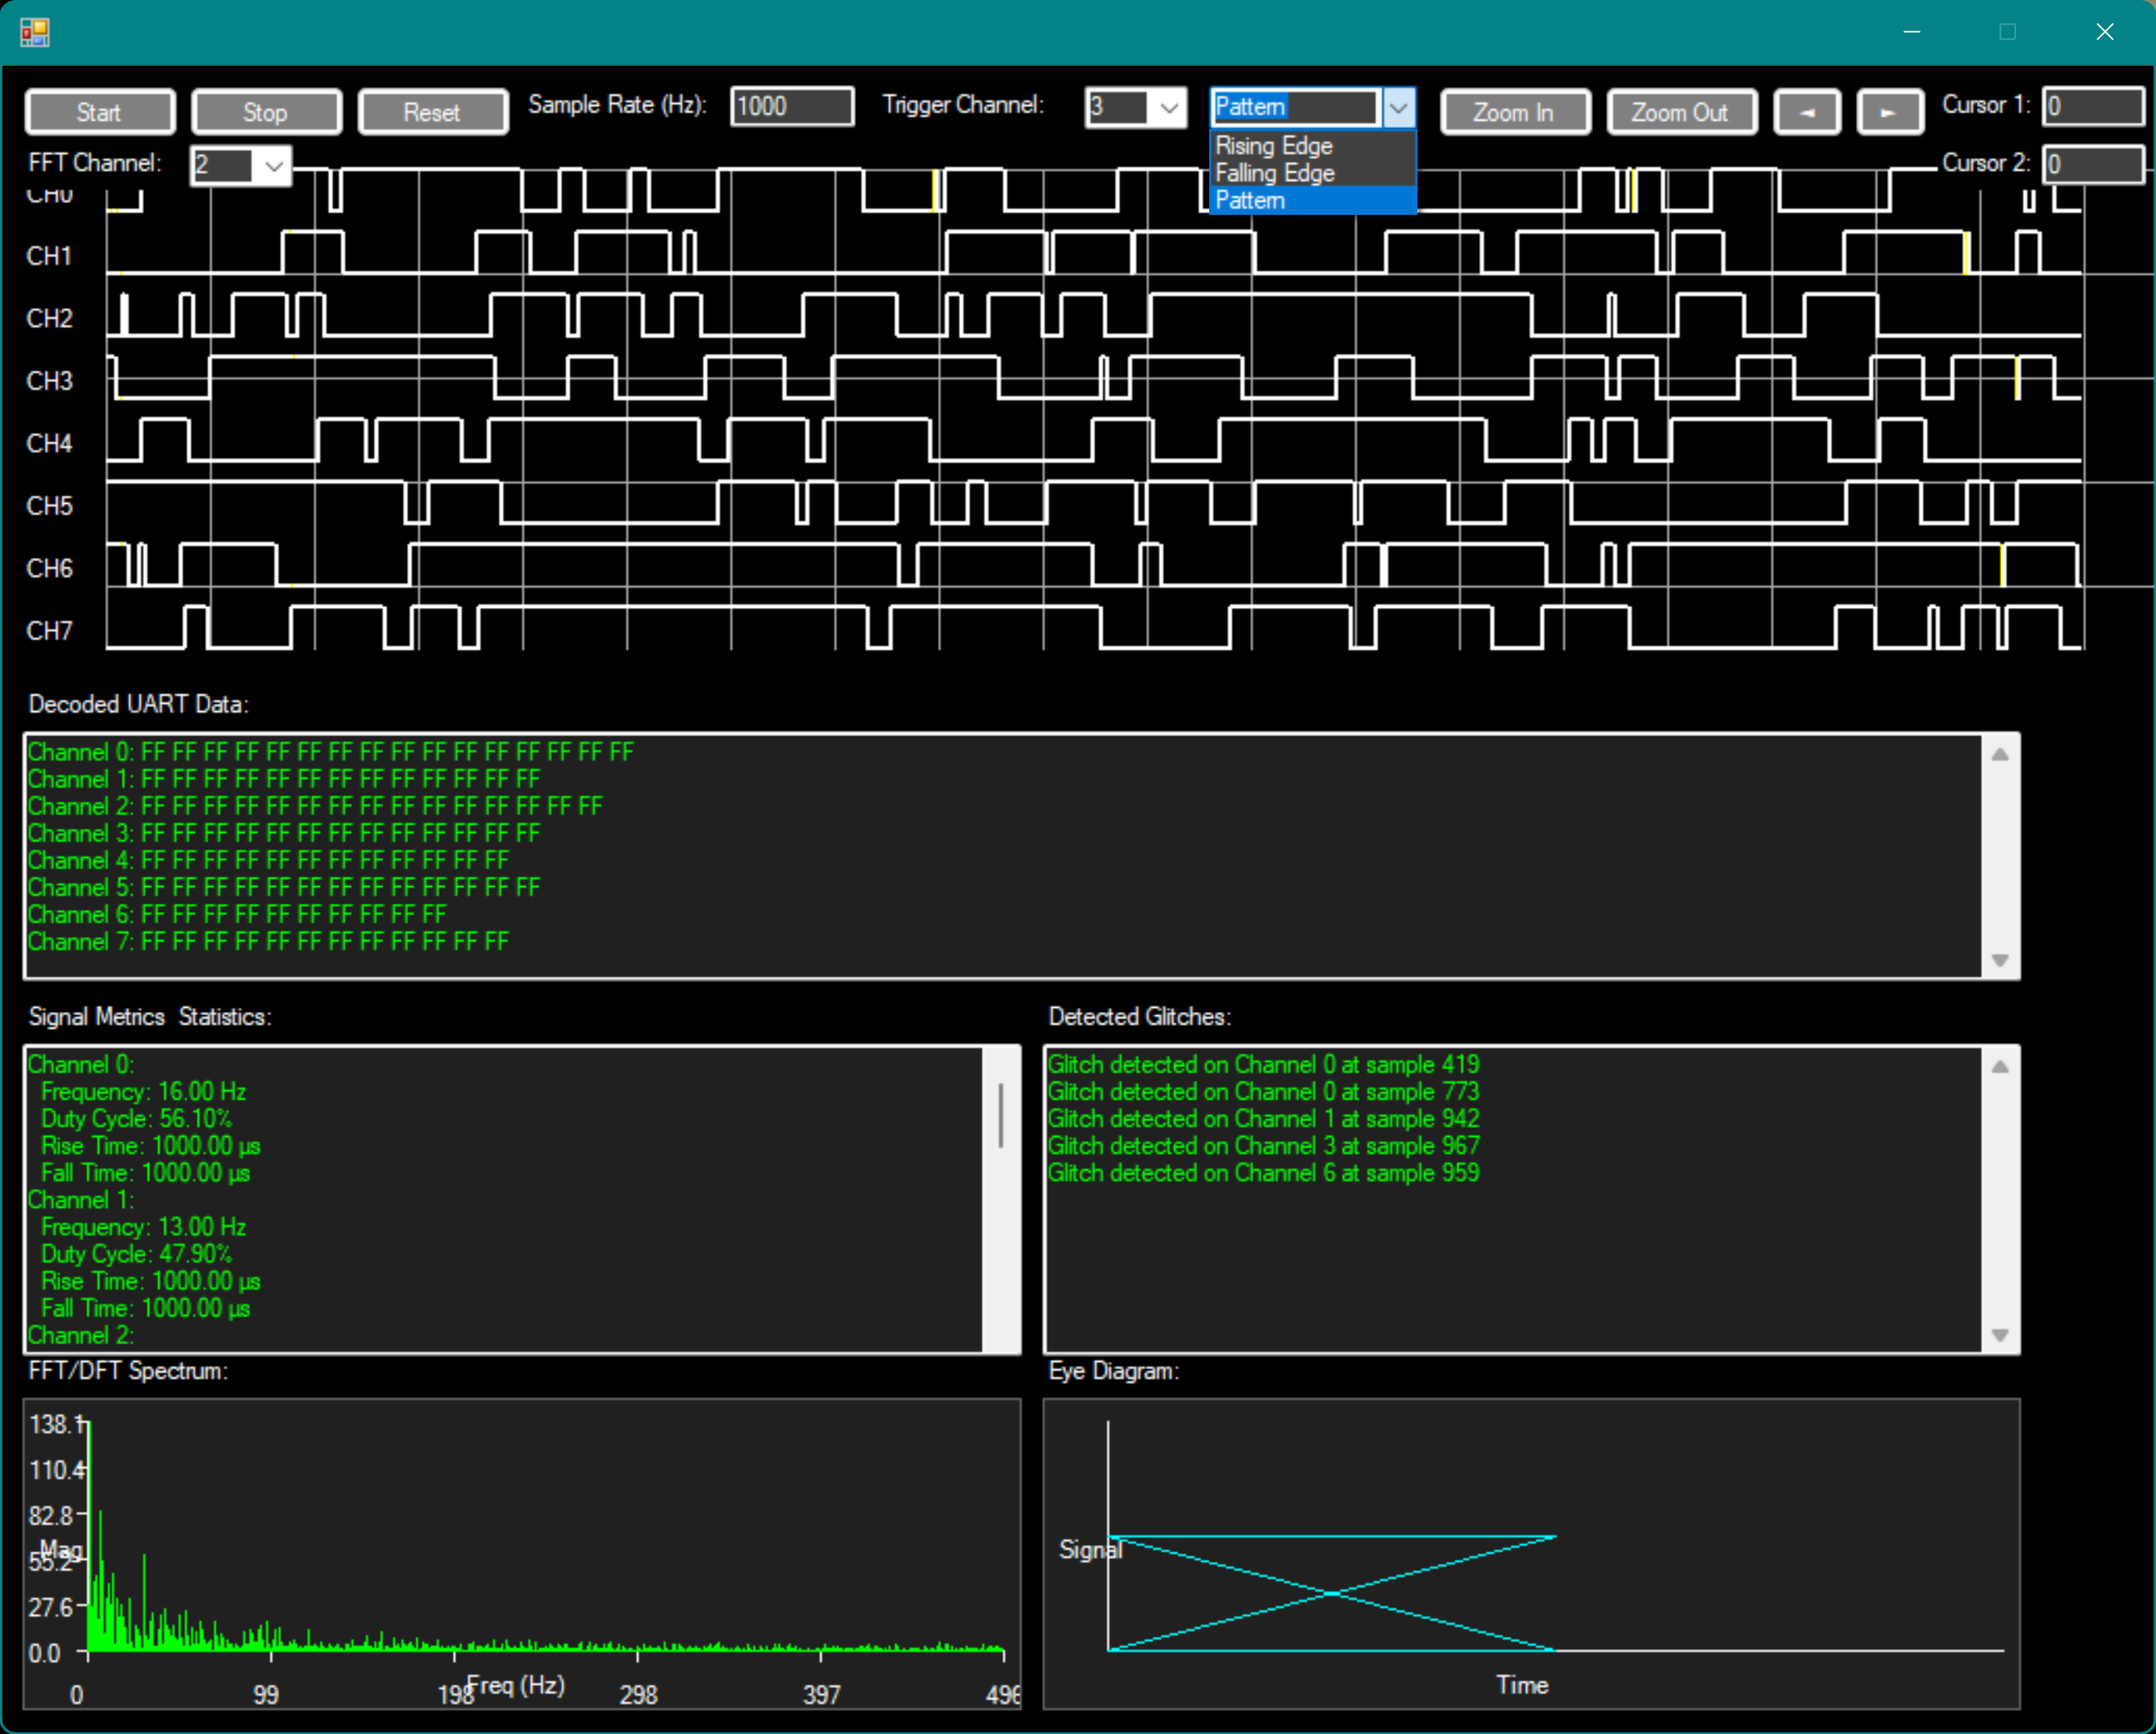 Start Stop Reset Sample Rate (Hz): 1000 Trigger Channel: 3 Pattern Zoom In Zoom Out ◄ ► Cursor 1: 0
Rising Edge
Falling Edge
Pattern
FFT Channel: 2 Cursor 2: 0
CH0
CH1
CH2
CH3
CH4
CH5
CH6
CH7
Decoded UART Data:
Channel 0: FF FF FF FF FF FF FF FF FF FF FF FF FF FF FF FF
Channel 1: FF FF FF FF FF FF FF FF FF FF FF FF FF
Channel 2: FF FF FF FF FF FF FF FF FF FF FF FF FF FF FF
Channel 3: FF FF FF FF FF FF FF FF FF FF FF FF FF
Channel 4: FF FF FF FF FF FF FF FF FF FF FF FF
Channel 5: FF FF FF FF FF FF FF FF FF FF FF FF FF
Channel 6: FF FF FF FF FF FF FF FF FF FF
Channel 7: FF FF FF FF FF FF FF FF FF FF FF FF
Signal Metrics  Statistics:
Channel 0:
Frequency: 16.00 Hz
Duty Cycle: 56.10%
Rise Time: 1000.00 µs
Fall Time: 1000.00 µs
Channel 1:
Frequency: 13.00 Hz
Duty Cycle: 47.90%
Rise Time: 1000.00 µs
Fall Time: 1000.00 µs
Channel 2:
Detected Glitches:
Glitch detected on Channel 0 at sample 419
Glitch detected on Channel 0 at sample 773
Glitch detected on Channel 1 at sample 942
Glitch detected on Channel 3 at sample 967
Glitch detected on Channel 6 at sample 959
FFT/DFT Spectrum:
138.1
110.4
82.8
Mag
55.2
27.6
0.0
Freq (Hz)
0 99 198 298 397 496
Eye Diagram:
Signal
Time